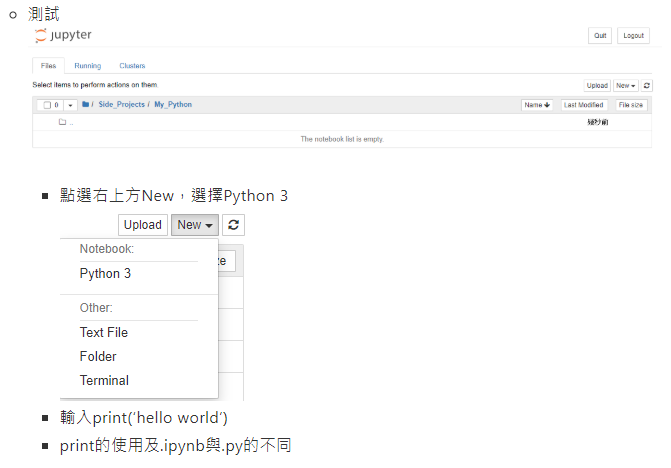 測試
jupyter
Quit Logout
Files Running Clusters
Select items to perform actions on them.
Upload New
0 / Side_Projects / My_Python Name Last Modified File size
.. 幾秒前
The notebook list is empty.
點選右上方New，選擇Python 3
Upload New
Notebook:
ze
Python 3
Other:
Text File
Folder
Terminal
輸入print('hello world')
print的使用及.ipynb與.py的不同